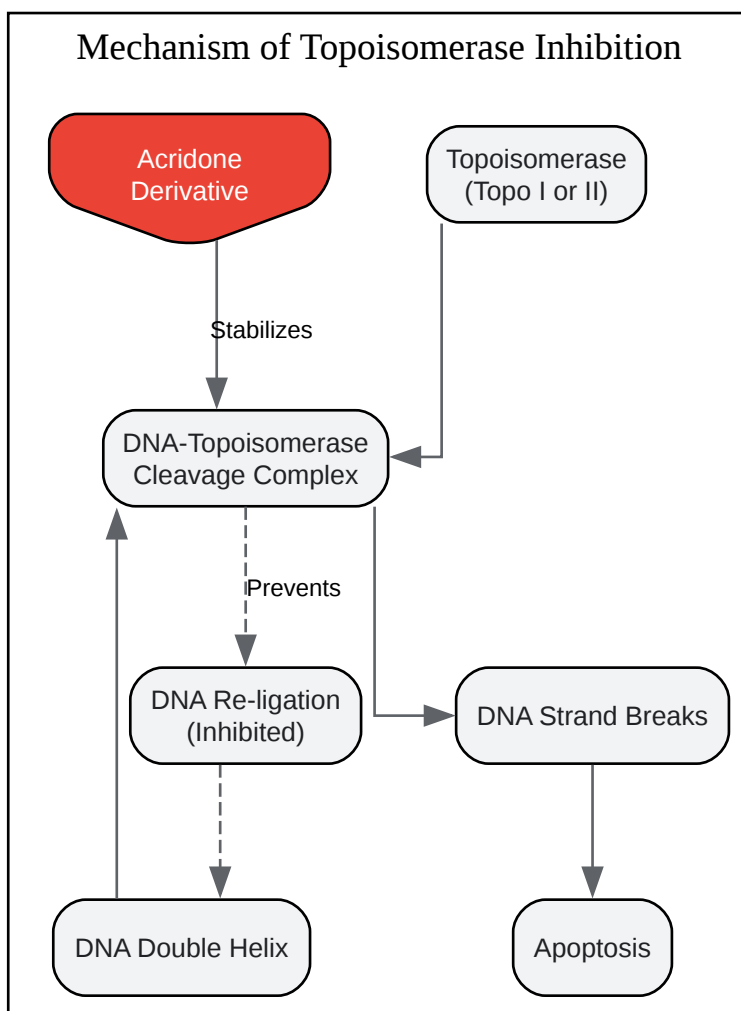 Mechanism of Topoisomerase Inhibition
Acridone
Derivative
Topoisomerase
(Topo I or II)
Stabilizes
DNA-Topoisomerase
Cleavage Complex
Prevents
DNA Re-ligation
(Inhibited)
DNA Strand Breaks
DNA Double Helix
Apoptosis